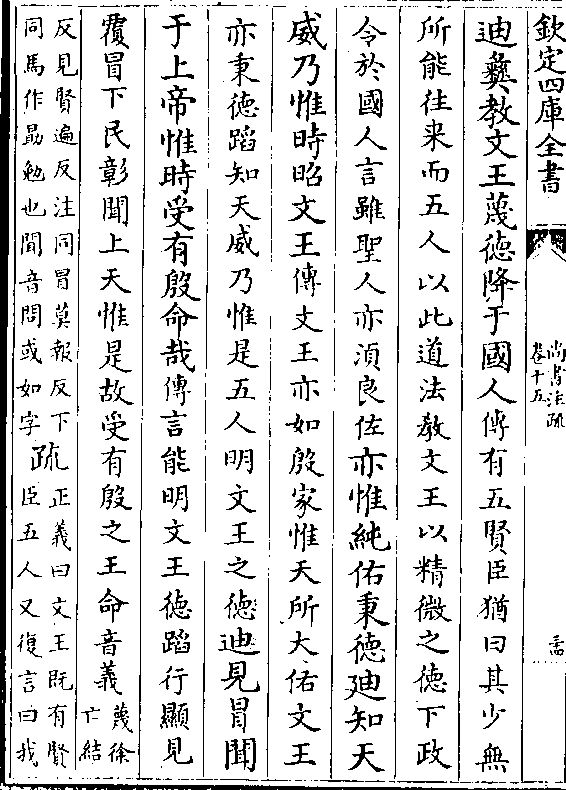 欽定四庫全書
尚書注疏
卷十五
迪彝教文王蔑德降于國人傳有五賢臣猶曰其少無
所能往来而五人以此道法教文王以精微之德下政
令於國人言雖聖人亦湏良佐亦惟純佑秉德廸知天
威乃惟時昭文王傳文王亦如殷家惟天所大佑文王
亦秉德蹈知天威乃惟是五人明文王之德迪見冒聞
于上帝惟時受有殷命哉傳言能明文王德蹈行顯見
覆冒下民彰聞上天惟是故受有殷之王命音義
蔑徐
亡結
反見賢遍反注同冒莫報反下
同馬作勗勉也聞音問或如字
疏
正義曰文王既有賢
臣五人又復言曰我